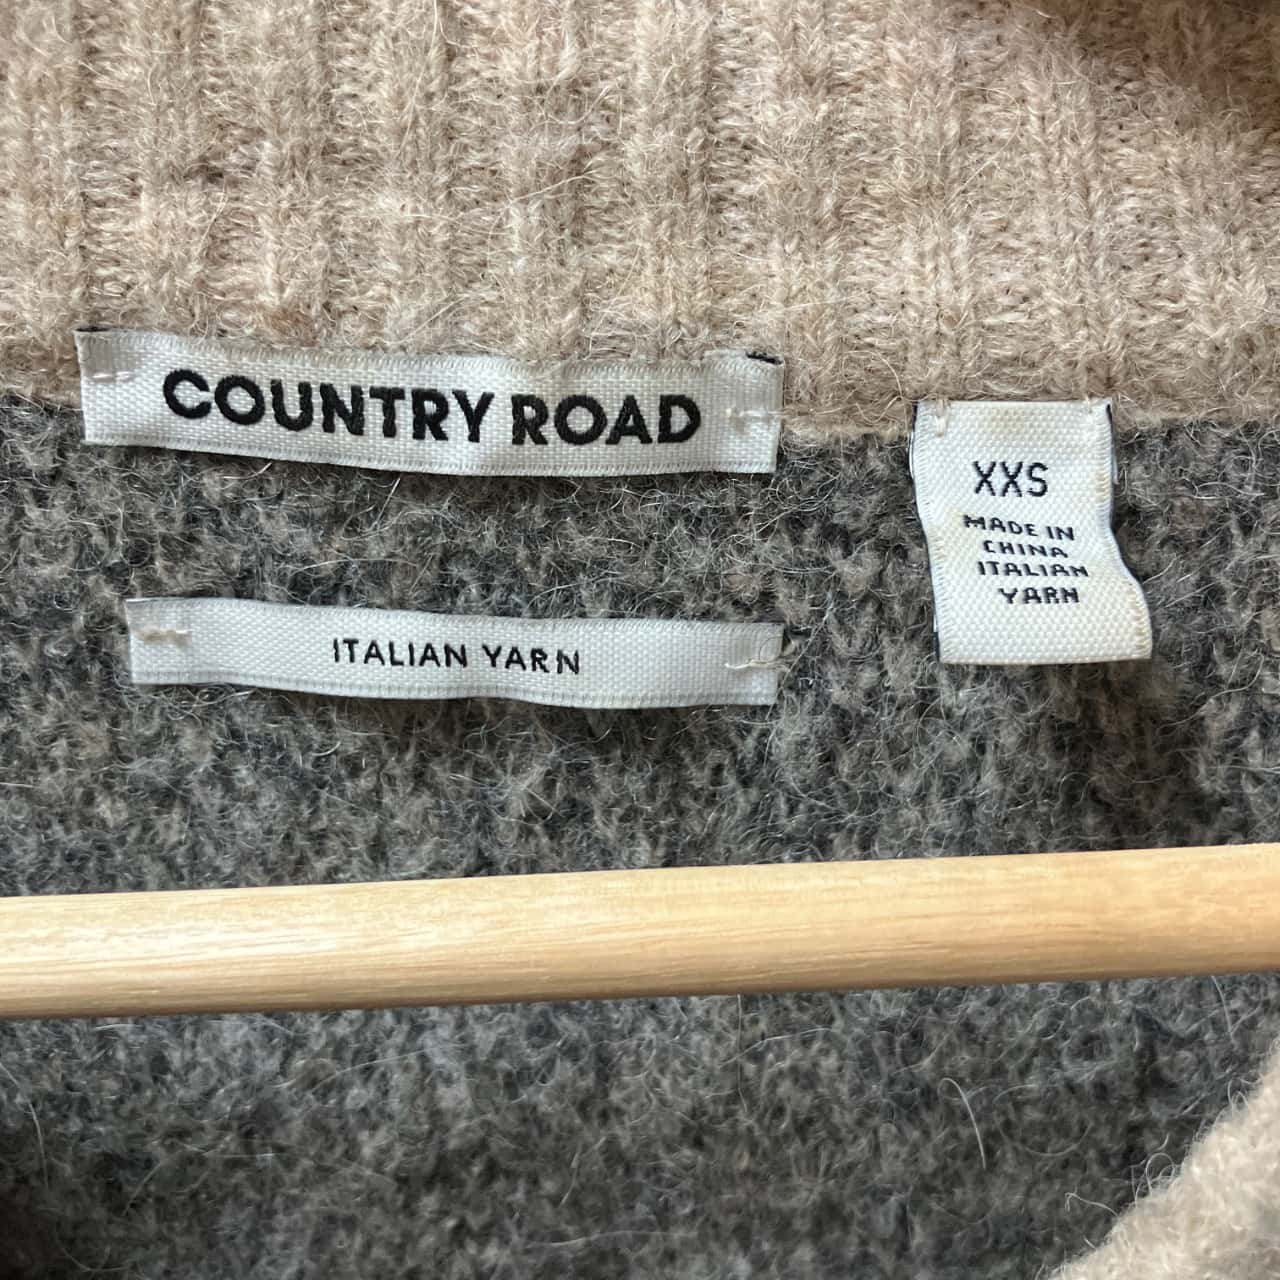 COUNTRY ROAD
XXS
MADE IN
CHINA
ITALIAN
YARN
ITALIAN YARN